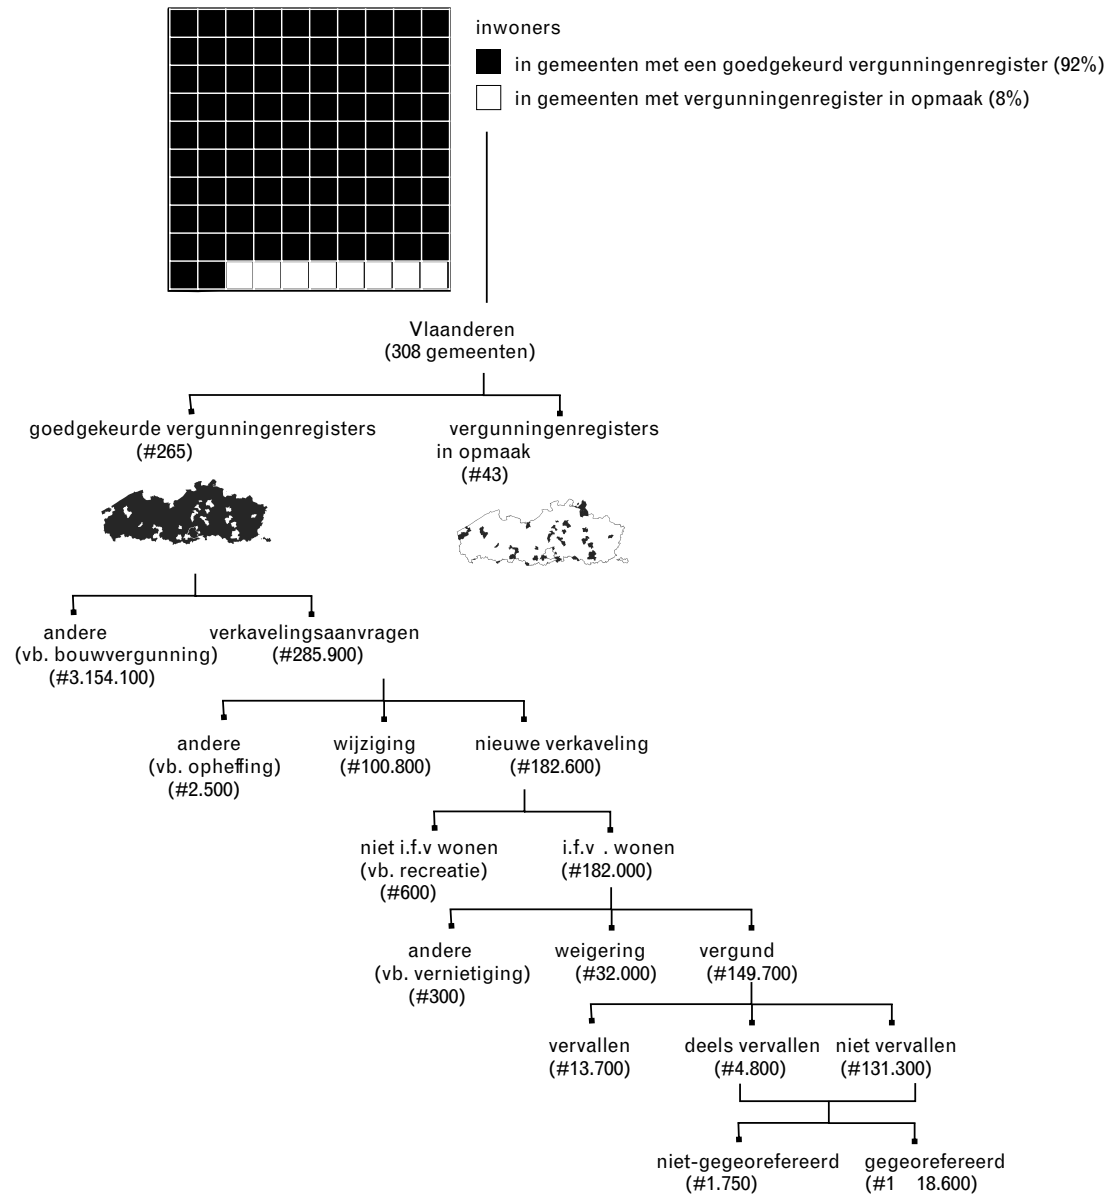 inwoners
in gemeenten met een goedgekeurd vergunningenregister (92%)
in gemeenten met vergunningenregister in opmaak (8%)
Vlaanderen
(308 gemeenten)
goedgekeurde vergunningenregisters
(#265)
vergunningenregisters
in opmaak
(#43)
andere
(vb. bouwvergunning)
(#3.154.100)
verkavelingsaanvragen
(#285.900)
andere
(vb. opheffing)
(#2.500)
wijziging
(#100.800)
nieuwe verkaveling
(#182.600)
niet i.f.v wonen
(vb. recreatie)
(#600)
i.f.v . wonen
(#182.000)
andere
(vb. vernietiging)
(#300)
weigering
(#32.000)
vergund
(#149.700)
vervallen
(#13.700)
deels vervallen
(#4.800)
niet vervallen
(#131.300)
niet-gegeorefereerd
(#1.750)
gegeorefereerd
(#1 18.600)